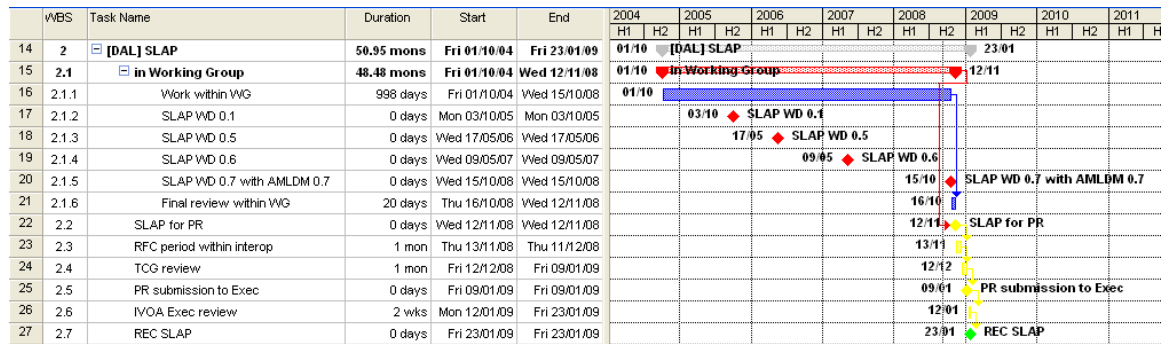 WBS Task Name Duration Start End 2004 2005 2006 2007 2008 2009 2010 2011
H1 H2 H1 H2 H1 H2 H1 H2 H1 H2 H1 H2 H1 H2 H1 H
14 2 [DAL] SLAP 50.95 mons Fri 01/10/04 Fri 23/01/09 01/10 [DAL] SLAP 23/01
15 2.1 in Working Group 48.48 mons Fri 01/10/04 Wed 12/11/08 01/10 in Working Group 12/11
16 2.1.1 Work within WG 998 days Fri 01/10/04 Wed 15/10/08 01/10
17 2.1.2 SLAP WD 0.1 0 days Mon 03/10/05 Mon 03/10/05 03/10 SLAP WD 0.1
18 2.1.3 SLAP WD 0.5 0 days Wed 17/05/06 Wed 17/05/06 17/05 SLAP WD 0.5
19 2.1.4 SLAP WD 0.6 0 days Wed 09/05/07 Wed 09/05/07 09/05 SLAP WD 0.6
20 2.1.5 SLAP WD 0.7 with AMLDM 0.7 0 days Wed 15/10/08 Wed 15/10/08 15/10 SLAP WD 0.7 with AMLDM 0.7
21 2.1.6 Final review within WG 20 days Thu 16/10/08 Wed 12/11/08 16/10
22 2.2 SLAP for PR 0 days Wed 12/11/08 Wed 12/11/08 12/11 SLAP for PR
23 2.3 RFC period within interop 1 mon Thu 13/11/08 Thu 11/12/08 13/11
24 2.4 TCG review 1 mon Fri 12/12/08 Fri 09/01/09 12/12
25 2.5 PR submission to Exec 0 days Fri 09/01/09 Fri 09/01/09 09/01 PR submission to Exec
26 2.6 IVOA Exec review 2 wks Mon 12/01/09 Fri 23/01/09 12/01
27 2.7 REC SLAP 0 days Fri 23/01/09 Fri 23/01/09 23/01 REC SLAP